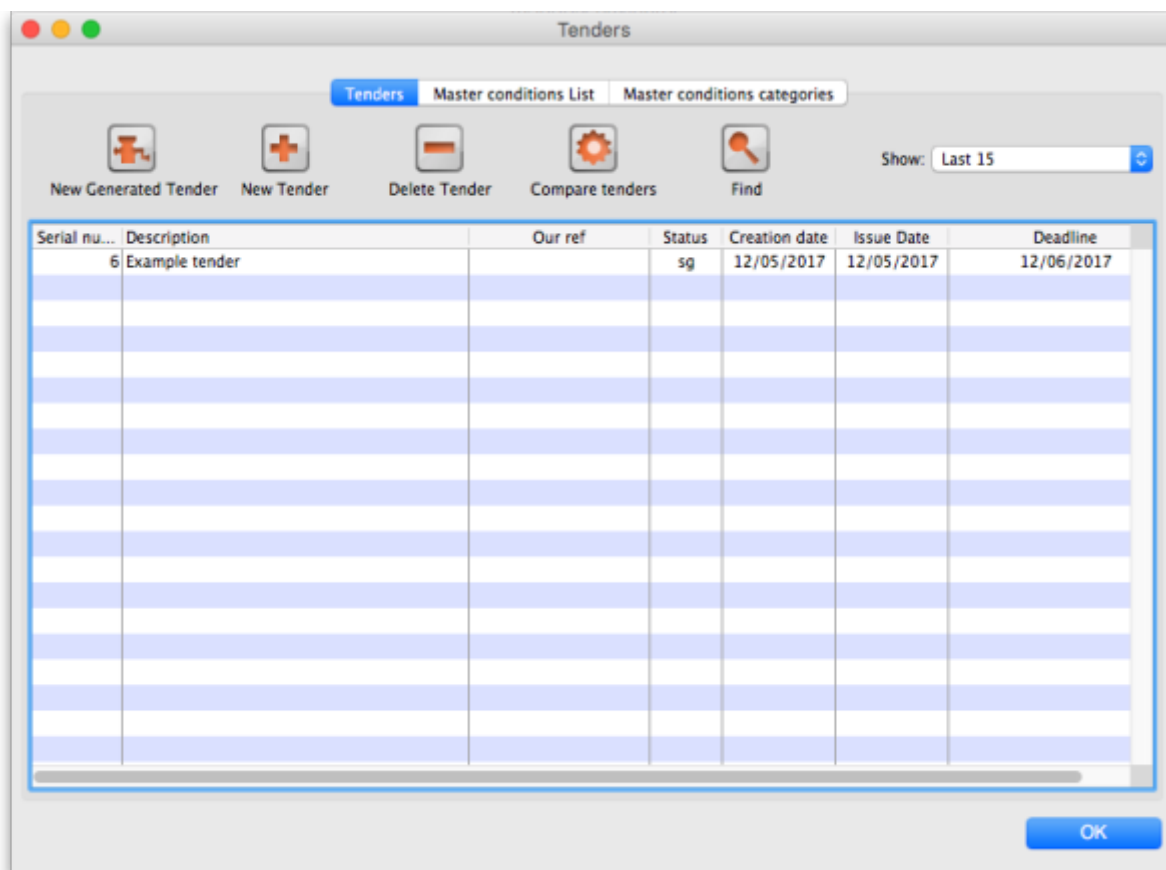 Tenders
Tenders Master conditions List Master conditions categories
New Generated Tender New Tender Delete Tender Compare tenders Find Show: Last 15
Serial nu... Description Our ref Status Creation date Issue Date Deadline
6 Example tender sg 12/05/2017 12/05/2017 12/06/2017
OK